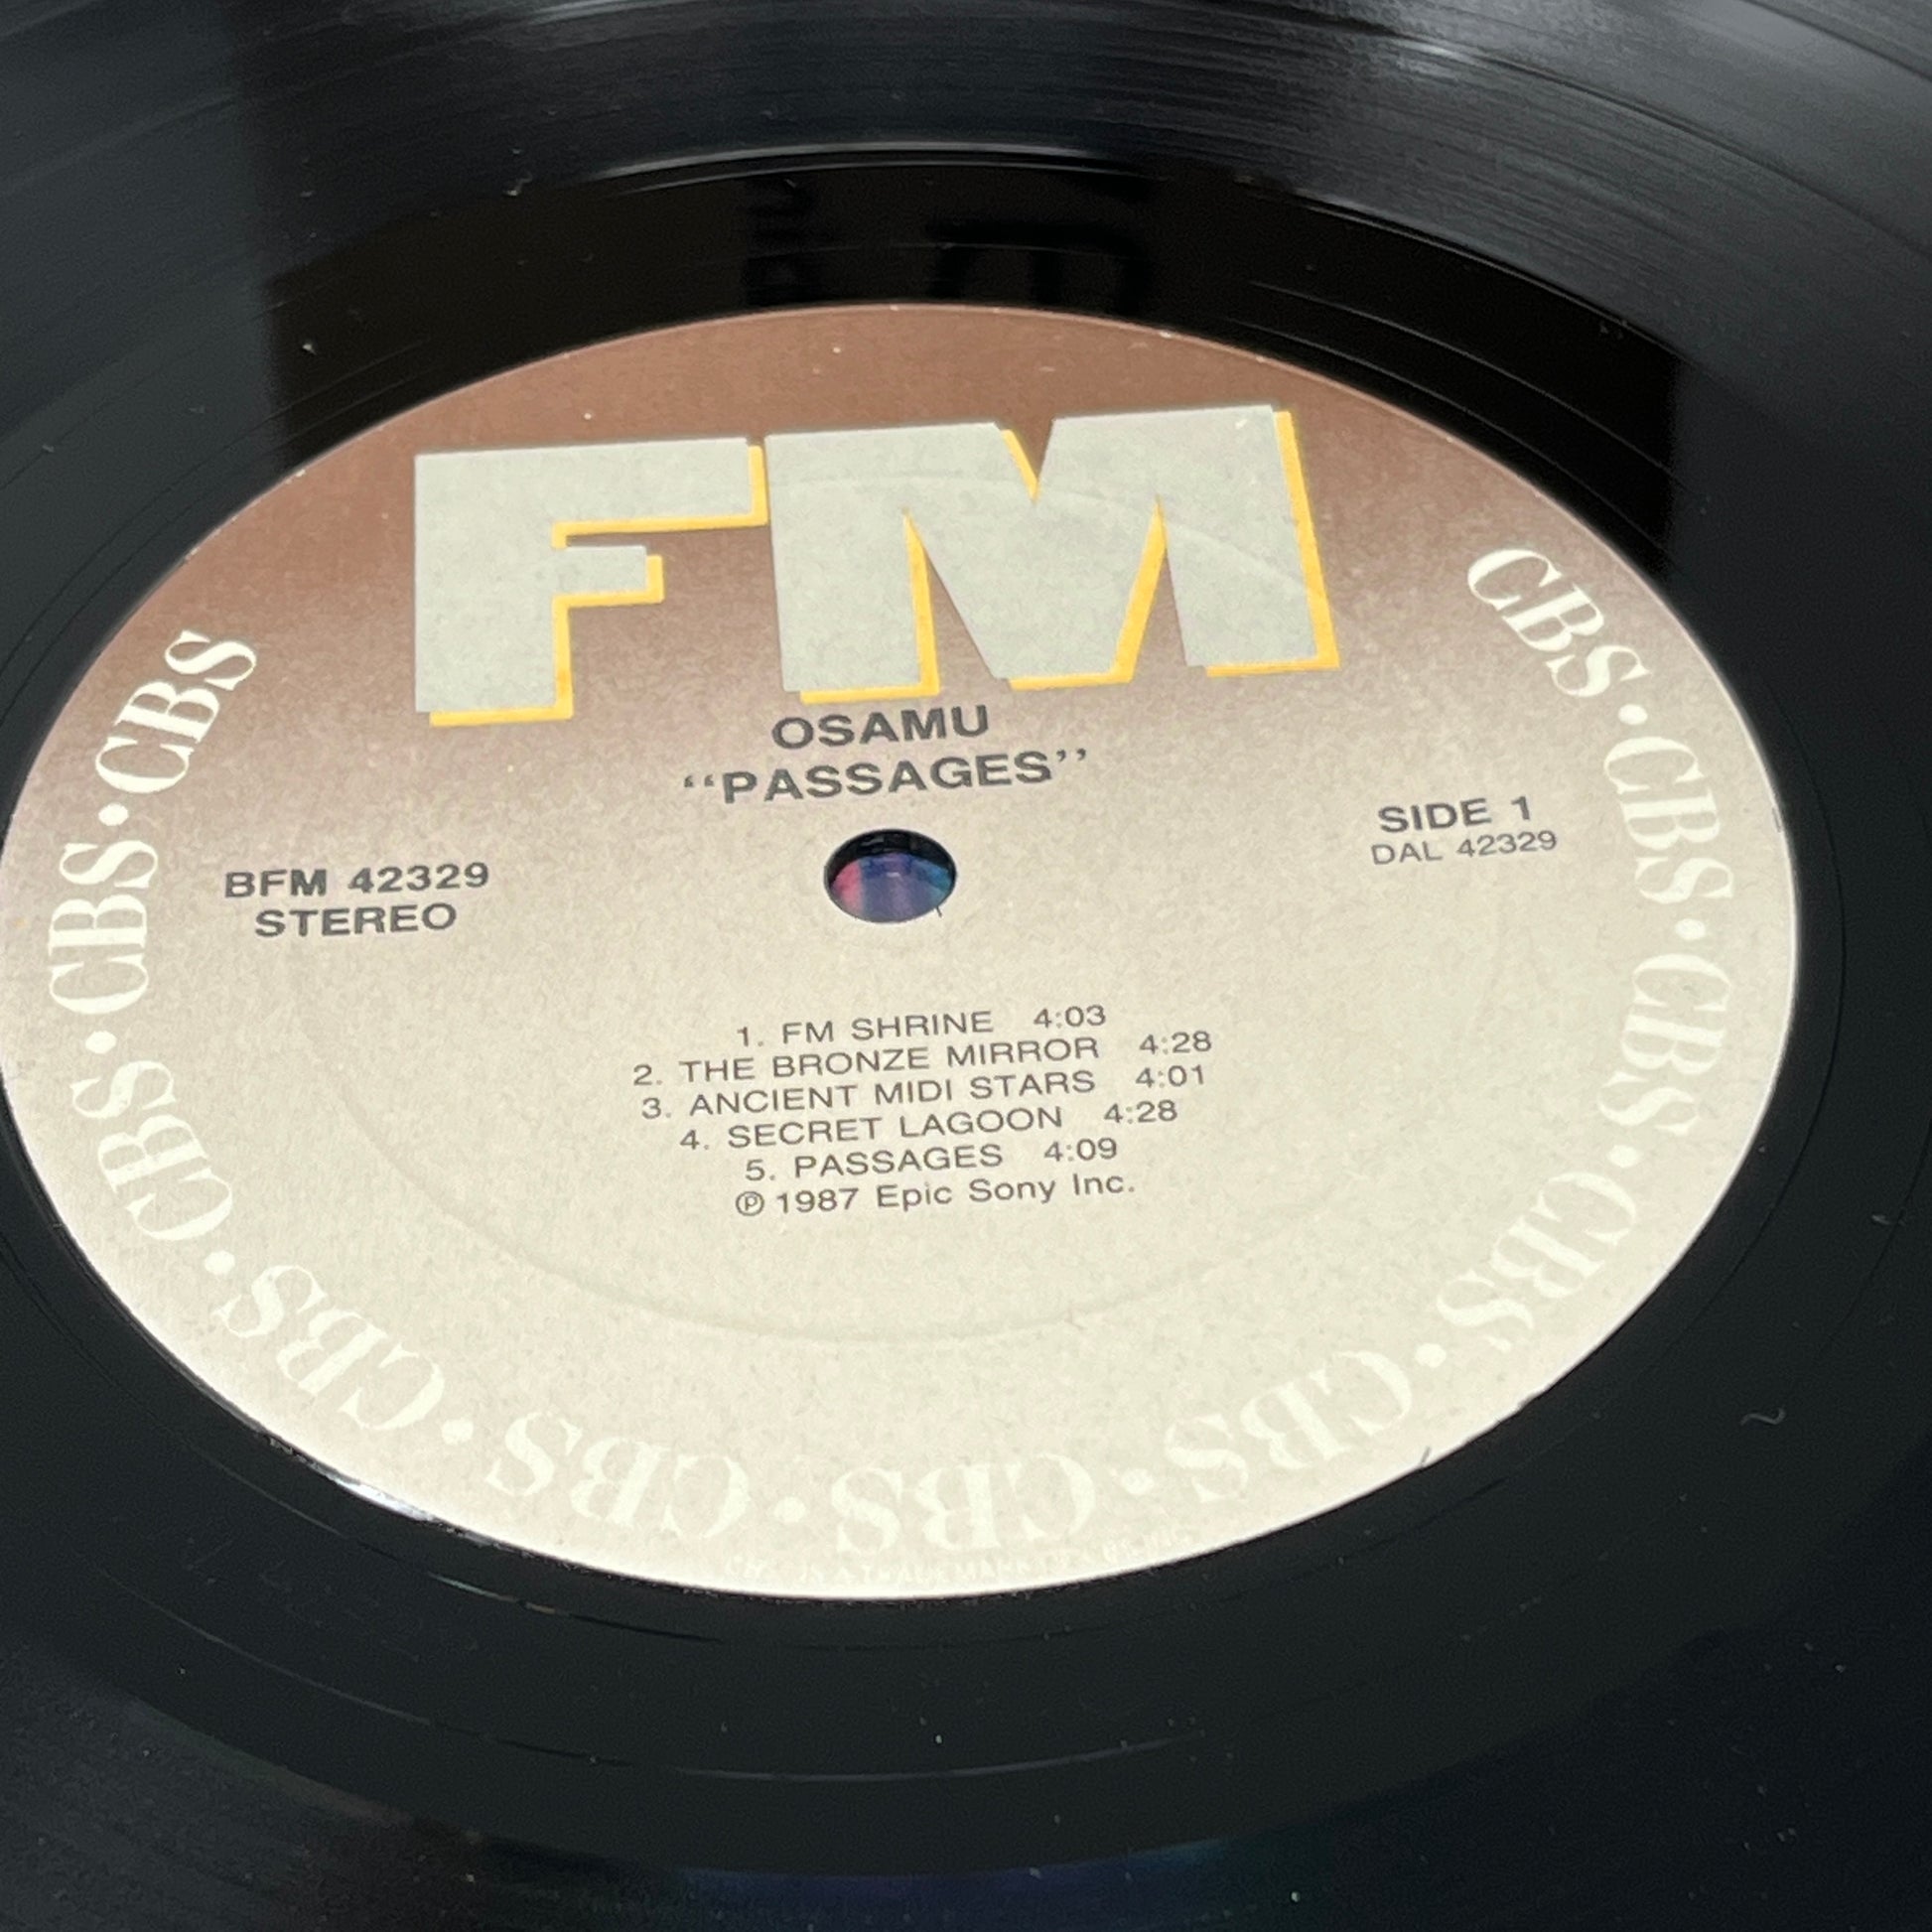 FM
OSAMU
“PASSAGES”
BFM 42329
STEREO
SIDE 1
DAL 42329
1. FM SHRINE 4:03
2. THE BRONZE MIRROR 4:28
3. ANCIENT MIDI STARS 4:01
4. SECRET LAGOON 4:28
5. PASSAGES 4:09
℗ 1987 Epic Sony Inc.
CBS·CBS·CBS·CBS·CBS·CBS·CBS·CBS·CBS·CBS·CBS